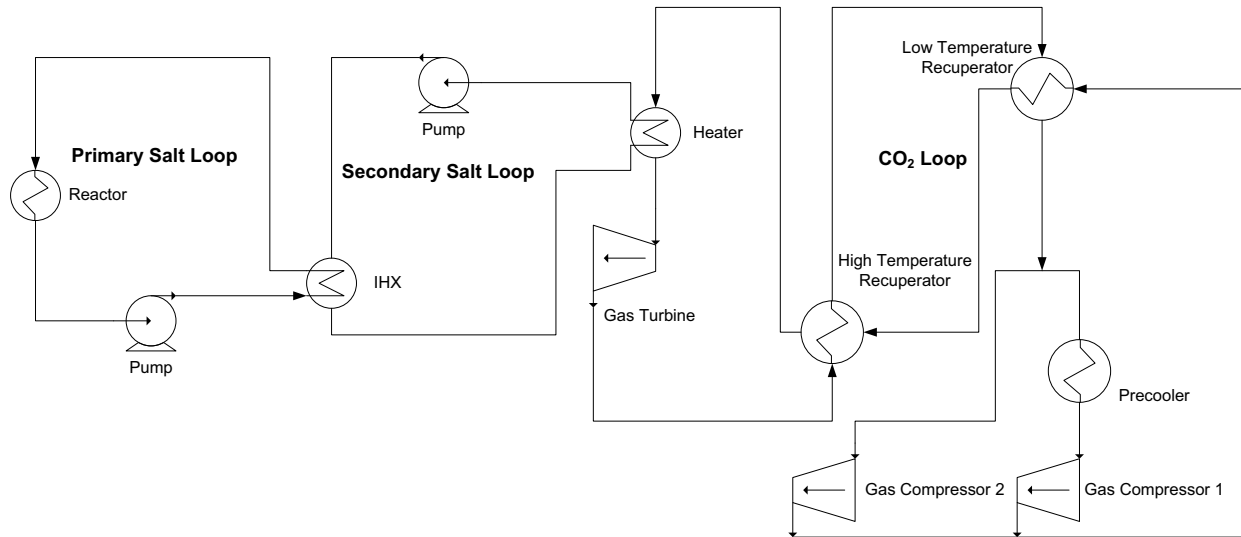 Low Temperature
Recuperator
Pump
Heater
Primary Salt Loop
Secondary Salt Loop
CO₂ Loop
Reactor
High Temperature
Recuperator
IHX
Gas Turbine
Pump
Precooler
Gas Compressor 2
Gas Compressor 1